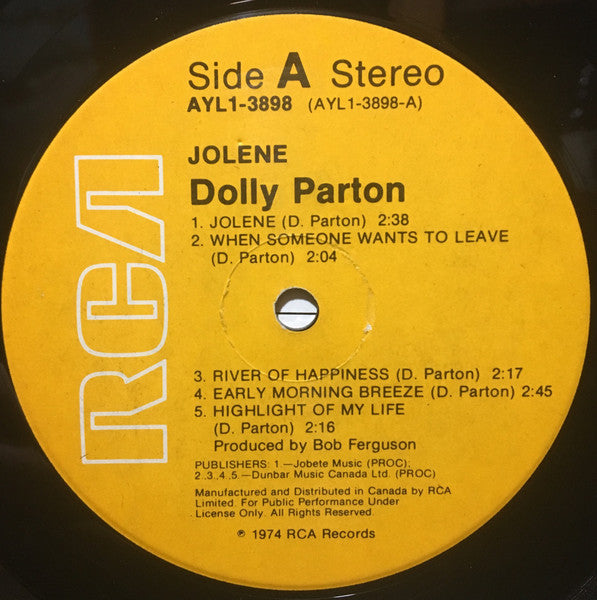 RCA
Side A Stereo
AYL1-3898 (AYL1-3898-A)
JOLENE
Dolly Parton
1. JOLENE (D. Parton) 2:38
2. WHEN SOMEONE WANTS TO LEAVE
(D. Parton) 2:04
3. RIVER OF HAPPINESS (D. Parton) 2:17
4. EARLY MORNING BREEZE (D. Parton) 2:45
5. HIGHLIGHT OF MY LIFE
(D. Parton) 2:16
Produced by Bob Ferguson
PUBLISHERS: 1.—Jobete Music (PROC);
2.3.4.5.—Dunbar Music Canada Ltd. (PROC)
Manufactured and Distributed in Canada by RCA
Limited. For Public Performance Under
License Only. All Rights Reserved.
℗ 1974 RCA Records